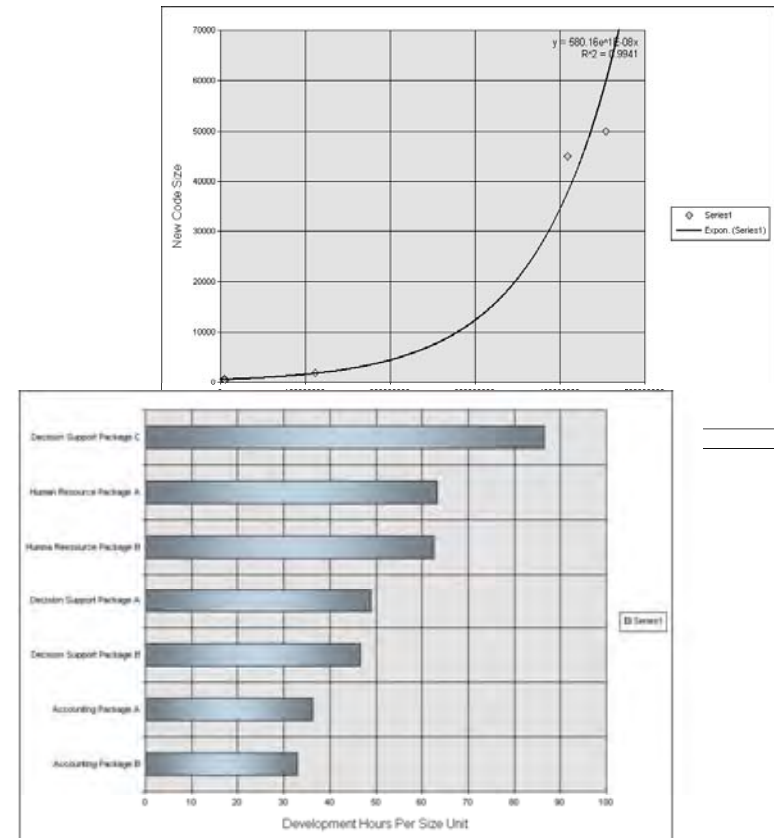 70000
y = 580.16e^1E-08x
R^2 = 0.9941
60000
50000
40000
30000
20000
10000
0
New Code Size
Series1
Expon. (Series1)
Decision Support Package C
Human Resource Package A
Humna Reesource Package B
Decision Support Package A
Decision Support Package B
Accounting Package A
Accounting Package B
0 10 20 30 40 50 60 70 80 90 100
Development Hours Per Size Unit
Series1